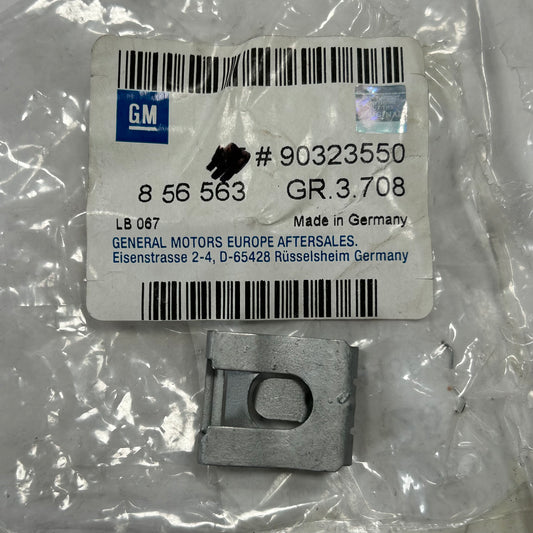 GM
# 90323550
8 56 563 GR.3.708
LB 067 Made in Germany
GENERAL MOTORS EUROPE AFTERSALES.
Eisenstrasse 2-4, D-65428 Rüsselsheim Germany